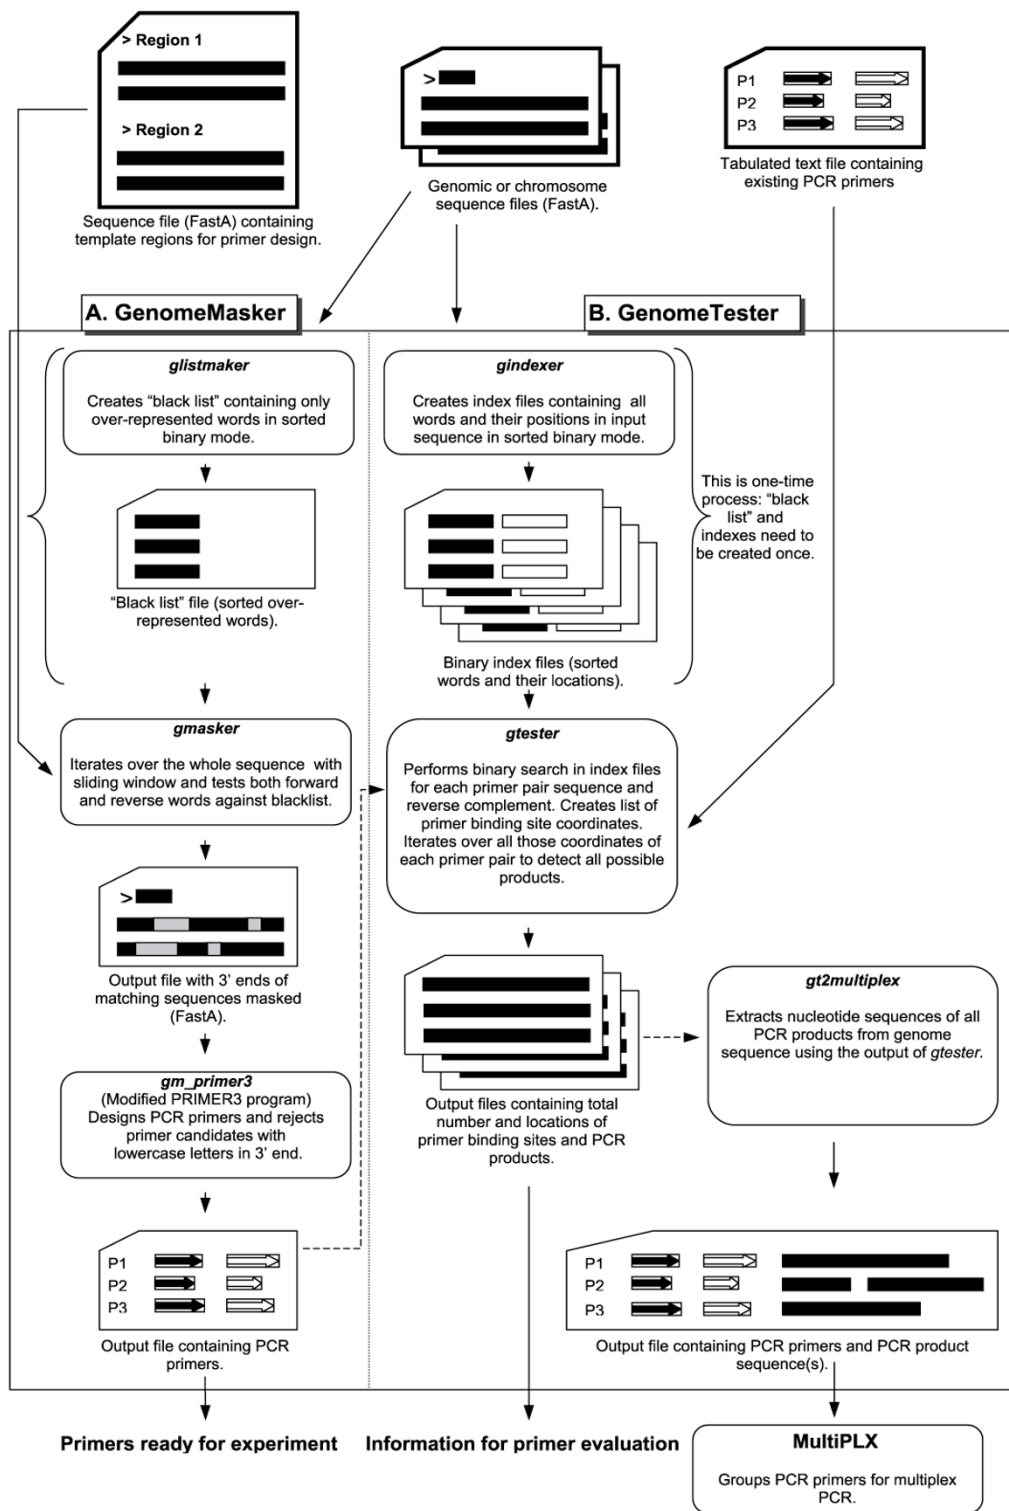 > Region 1
> Region 2
Sequence file (FastA) containing
template regions for primer design.
>
Genomic or chromosome
sequence files (FastA).
P1
P2
P3
Tabulated text file containing
existing PCR primers
A. GenomeMasker
B. GenomeTester
glistmaker
Creates “black list” containing only
over-represented words in sorted
binary mode.
“Black list” file (sorted over-
represented words).
gindexer
Creates index files containing all
words and their positions in input
sequence in sorted binary mode.
Binary index files (sorted
words and their locations).
This is one-time
process: “black
list” and
indexes need to
be created once.
gmasker
Iterates over the whole sequence with
sliding window and tests both forward
and reverse words against blacklist.
>
Output file with 3’ ends of
matching sequences masked
(FastA).
gm_primer3
(Modified PRIMER3 program)
Designs PCR primers and rejects
primer candidates with
lowercase letters in 3’ end.
P1
P2
P3
Output file containing PCR
primers.
gtester
Performs binary search in index files
for each primer pair sequence and
reverse complement. Creates list of
primer binding site coordinates.
Iterates over all those coordinates of
each primer pair to detect all possible
products.
Output files containing total
number and locations of
primer binding sites and PCR
products.
gt2multiplex
Extracts nucleotide sequences of all
PCR products from genome
sequence using the output of gtester.
P1
P2
P3
Output file containing PCR primers and PCR product
sequence(s).
Primers ready for experiment
Information for primer evaluation
MultiPLX
Groups PCR primers for multiplex
PCR.